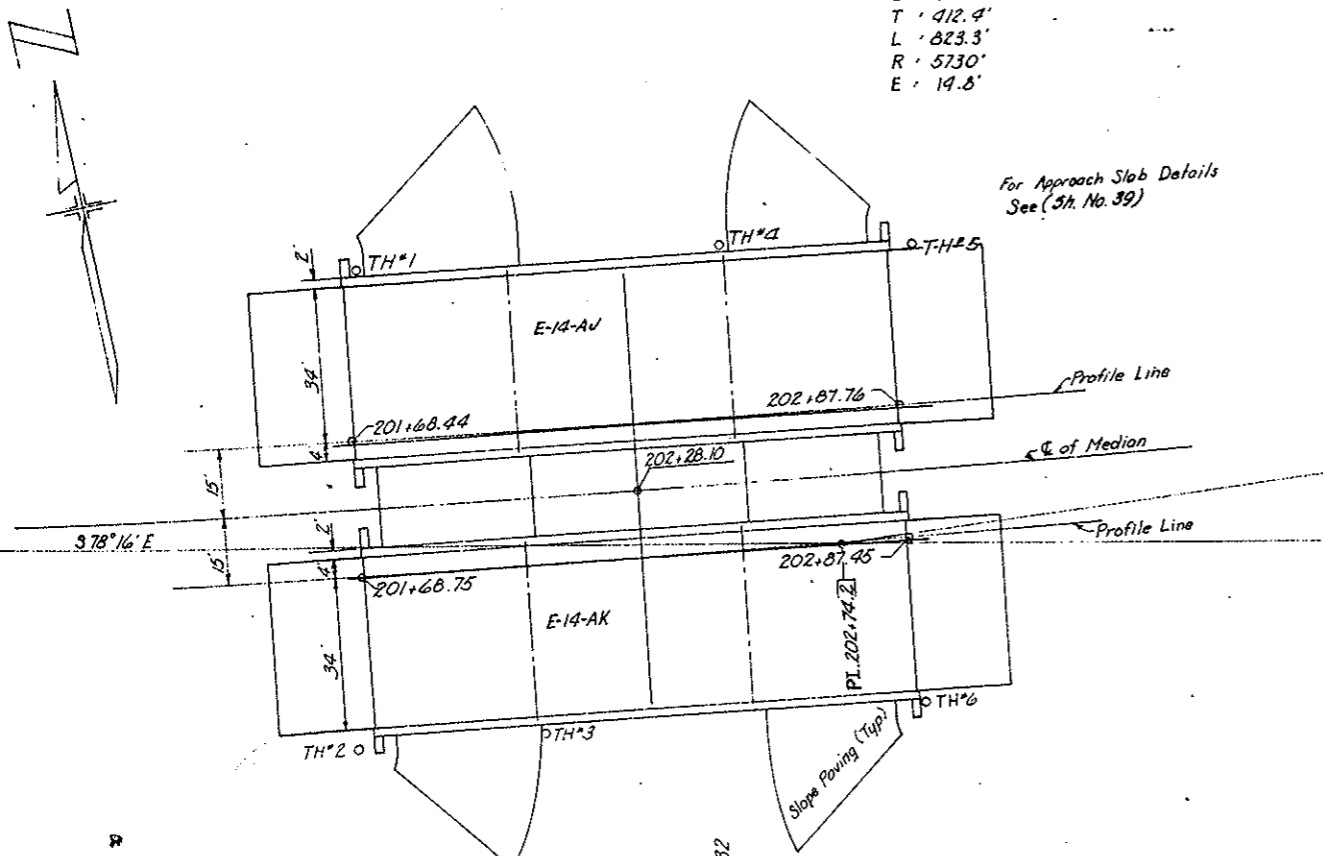 T = 412.4'
L = 823.3'
R = 5730'
E = 19.8'
For Approach Slab Details
See (Sh. No. 39)
TH#1
TH#4
T-H#5
2'
E-14-AJ
34'
Profile Line
202+87.76
201+68.44
4'
15'
202+28.10
℄ of Median
S 78° 16' E
2'
Profile Line
15'
4'
202+87.45
201+68.75
E-14-AK
P.I. 202+74.2
34'
TH#6
TH#2
TH#3
Slope Paving (Typ.)
32